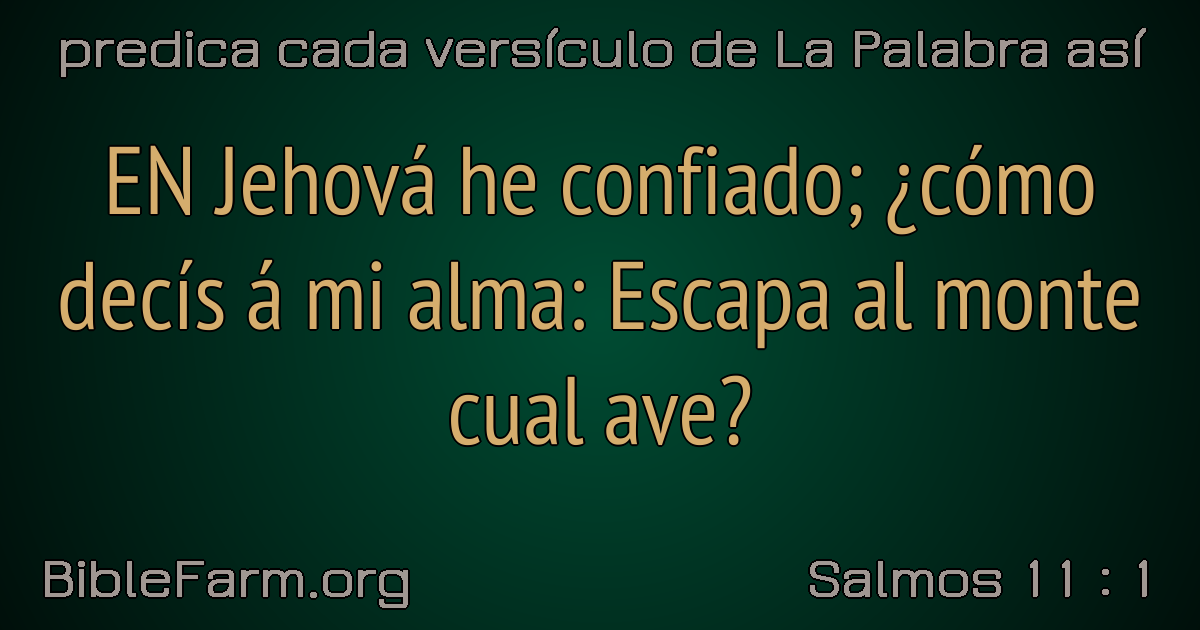 predica cada versículo de La Palabra así
EN Jehová he confiado; ¿cómo
decís á mi alma: Escapa al monte
cual ave?
BibleFarm.org
Salmos 11 : 1